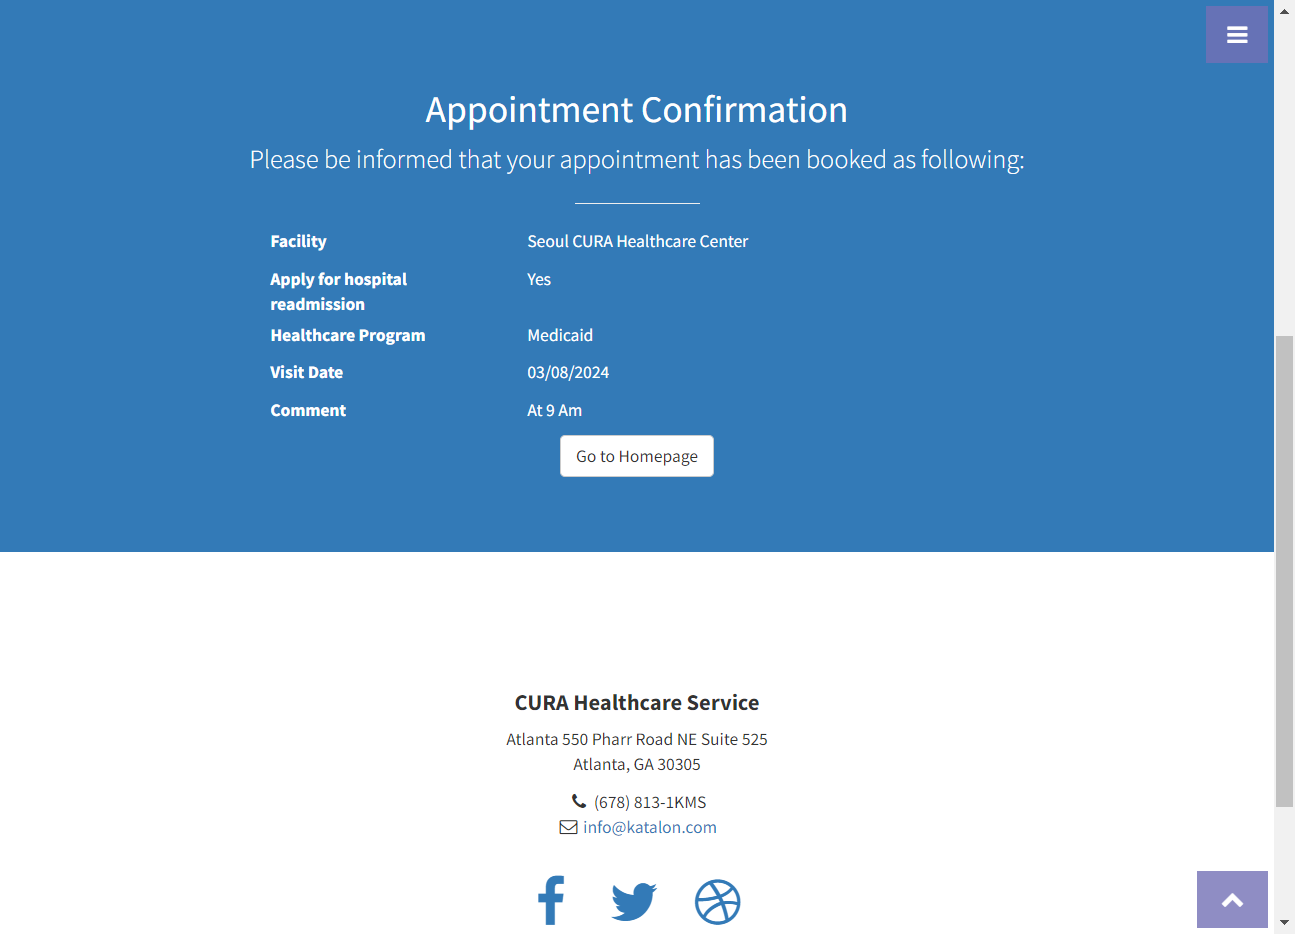 Appointment Confirmation
Please be informed that your appointment has been booked as following:
Facility Seoul CURA Healthcare Center
Apply for hospital Yes
readmission
Healthcare Program Medicaid
Visit Date 03/08/2024
Comment At 9 Am
Go to Homepage
CURA Healthcare Service
Atlanta 550 Pharr Road NE Suite 525
Atlanta, GA 30305
(678) 813-1KMS
info@katalon.com